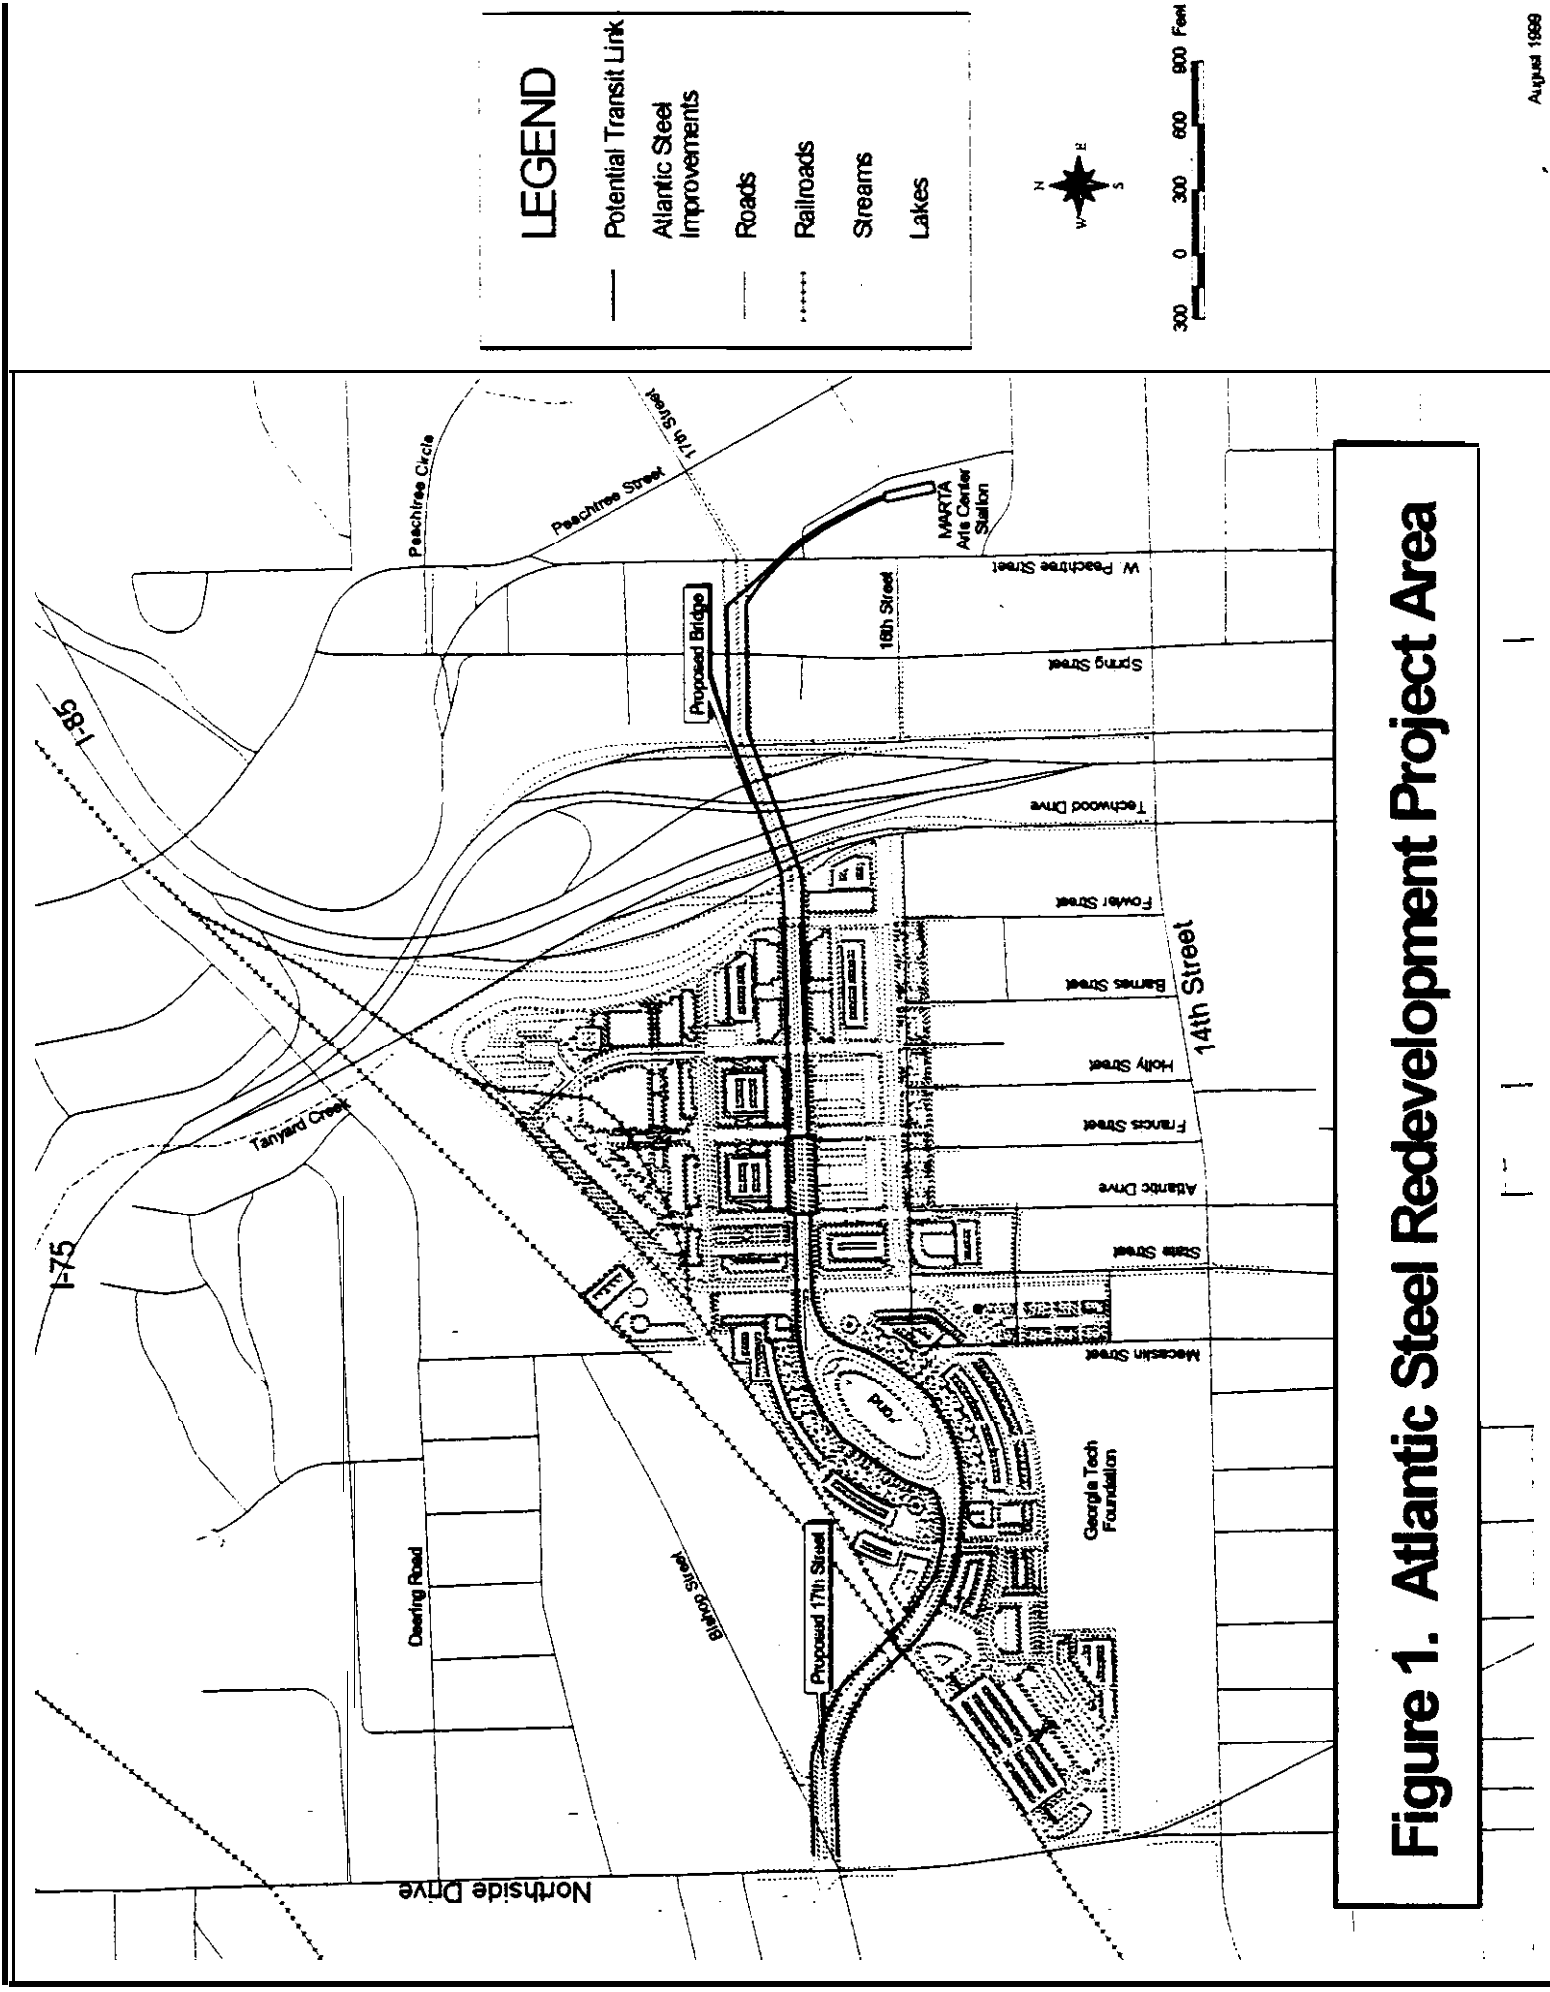 LEGEND
Potential Transit Link
Atlantic Steel
Improvements
Roads
Railroads
Streams
Lakes
N
W
E
S
300 0 300 600 900 Feet
August 1999
I-85
I-75
Peachtree Circle
Peachtree Street
17th Street
MARTA
Arts Center
Station
W. Peachtree Street
16th Street
Proposed Bridge
Spring Street
Techwood Drive
Fowler Street
Barnes Street
14th Street
Holly Street
Francis Street
Atlantic Drive
State Street
Mecaslin Street
Tanyard Creek
Pond
Georgia Tech
Foundation
Deering Road
Bishop Street
Proposed 17th Street
Northside Drive
Figure 1. Atlantic Steel Redevelopment Project Area